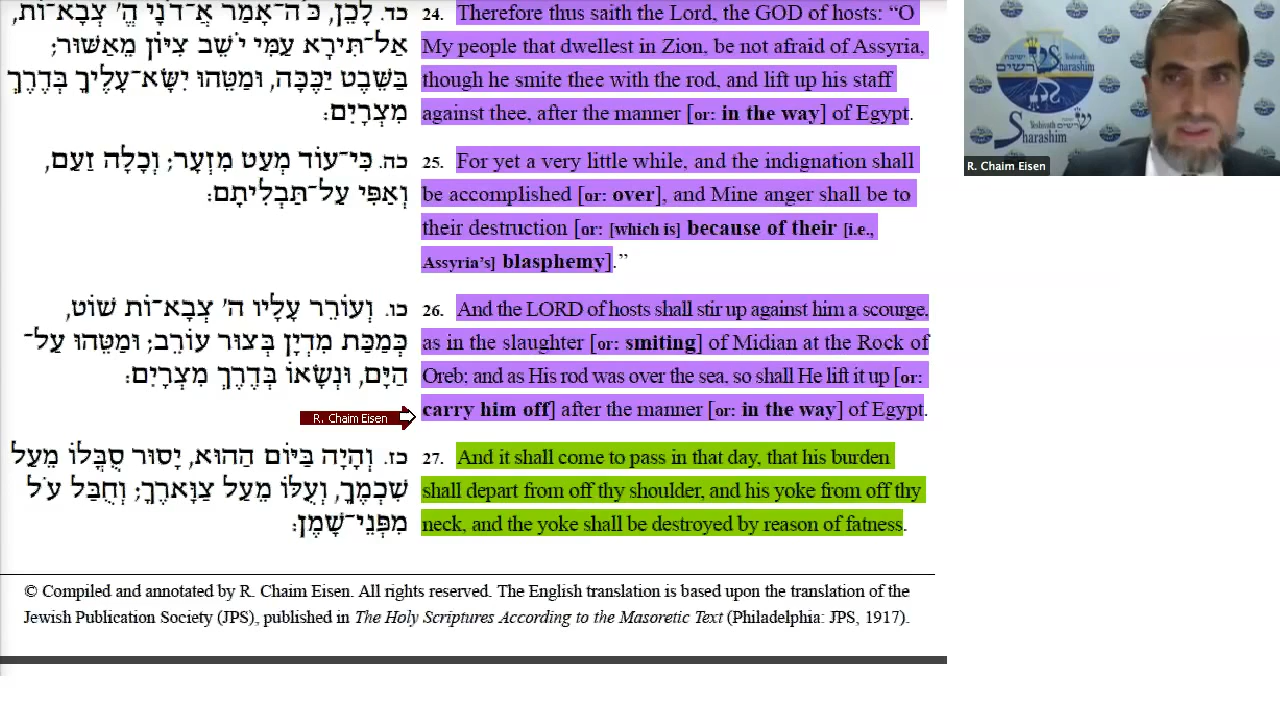 כד. לָכֵן, כֹּה־אָמַר אֲ־דֹנָי הֱ' צְבָא־וֹת,
אַל־תִּירָא עַמִּי יֹשֵׁב צִיּוֹן מֵאַשּׁוּר;
בַּשֵּׁבֶט יַכֶּכָּה, וּמַטֵּהוּ יִשָּׂא־עָלֶיךָ בְּדֶרֶךְ
מִצְרָיִם:
24. Therefore thus saith the Lord, the GOD of hosts: “O
My people that dwellest in Zion, be not afraid of Assyria,
though he smite thee with the rod, and lift up his staff
against thee, after the manner [or: in the way] of Egypt.
כה. כִּי־עוֹד מְעַט מִזְעָר; וְכָלָה זַעַם,
וְאַפִּי עַל־תַּבְלִיתָם:
25. For yet a very little while, and the indignation shall
be accomplished [or: over], and Mine anger shall be to
their destruction [or: [which is] because of their [i.e.,
Assyria’s] blasphemy].”
כו. וְעוֹרֵר עָלָיו ה' צְבָא־וֹת שׁוֹט,
כְּמַכַּת מִדְיָן בְּצוּר עוֹרֵב; וּמַטֵּהוּ עַל־
הַיָּם, וּנְשָׂאוֹ בְּדֶרֶךְ מִצְרָיִם:
26. And the LORD of hosts shall stir up against him a scourge,
as in the slaughter [or: smiting] of Midian at the Rock of
Oreb; and as His rod was over the sea, so shall He lift it up [or:
carry him off] after the manner [or: in the way] of Egypt.
R. Chaim Eisen
כז. וְהָיָה בַּיּוֹם הַהוּא, יָסוּר סֻבֳּלוֹ מֵעַל
שִׁכְמֶךָ, וְעֻלּוֹ מֵעַל צַוָּארֶךָ; וְחֻבַּל עֹל
מִפְּנֵי־שָׁמֶן:
27. And it shall come to pass in that day, that his burden
shall depart from off thy shoulder, and his yoke from off thy
neck, and the yoke shall be destroyed by reason of fatness.
© Compiled and annotated by R. Chaim Eisen. All rights reserved. The English translation is based upon the translation of the
Jewish Publication Society (JPS), published in The Holy Scriptures According to the Masoretic Text (Philadelphia: JPS, 1917).
ישיבת
שרשים
Sharashim
Yeshivath
Sharashim
R. Chaim Eisen